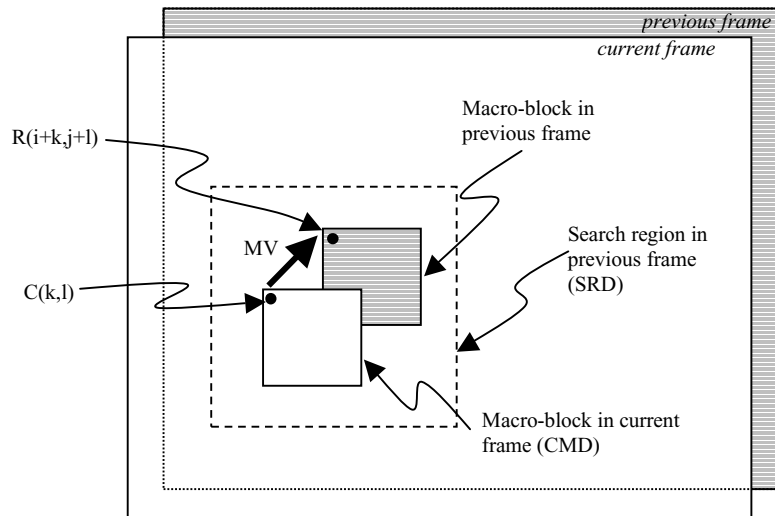 previous frame
current frame
Macro-block in
previous frame
R(i+k,j+l)
MV
Search region in
previous frame
(SRD)
C(k,l)
Macro-block in current
frame (CMD)